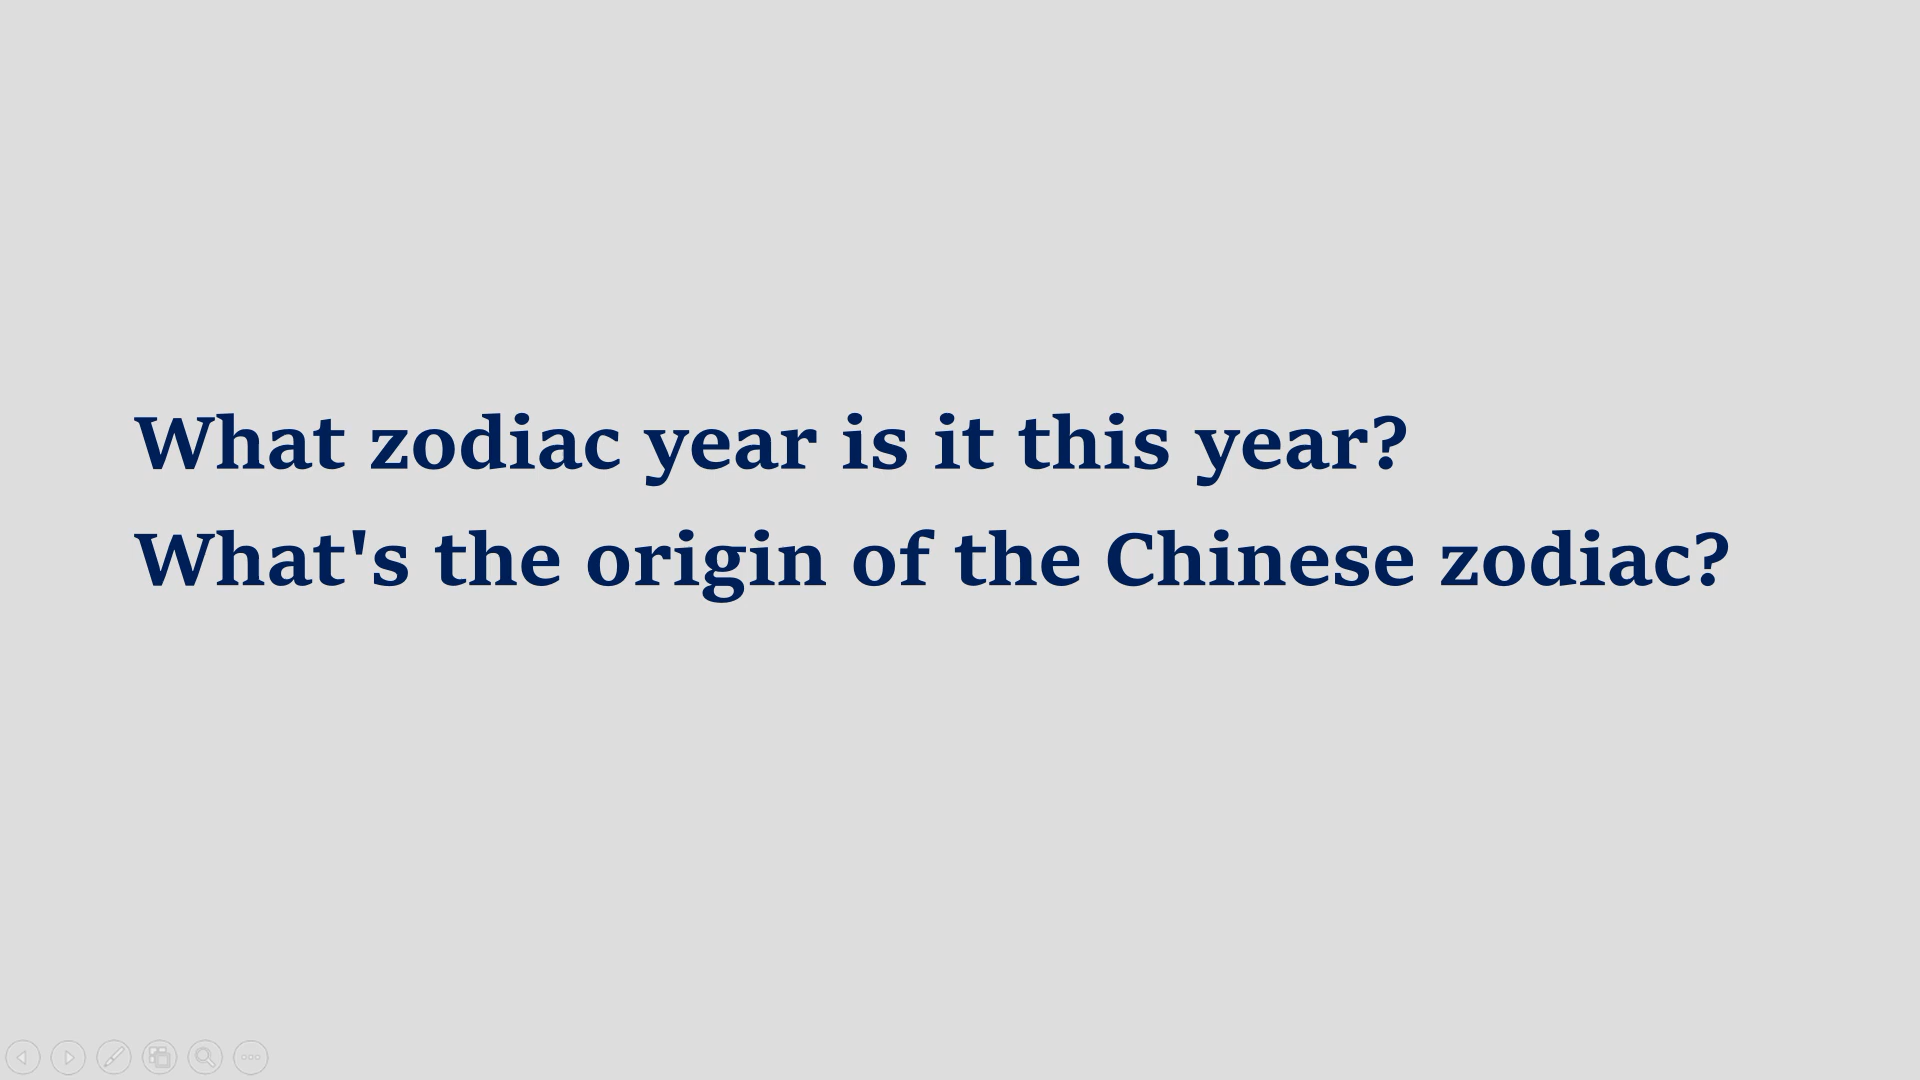 What zodiac year is it this year?
What's the origin of the Chinese zodiac?